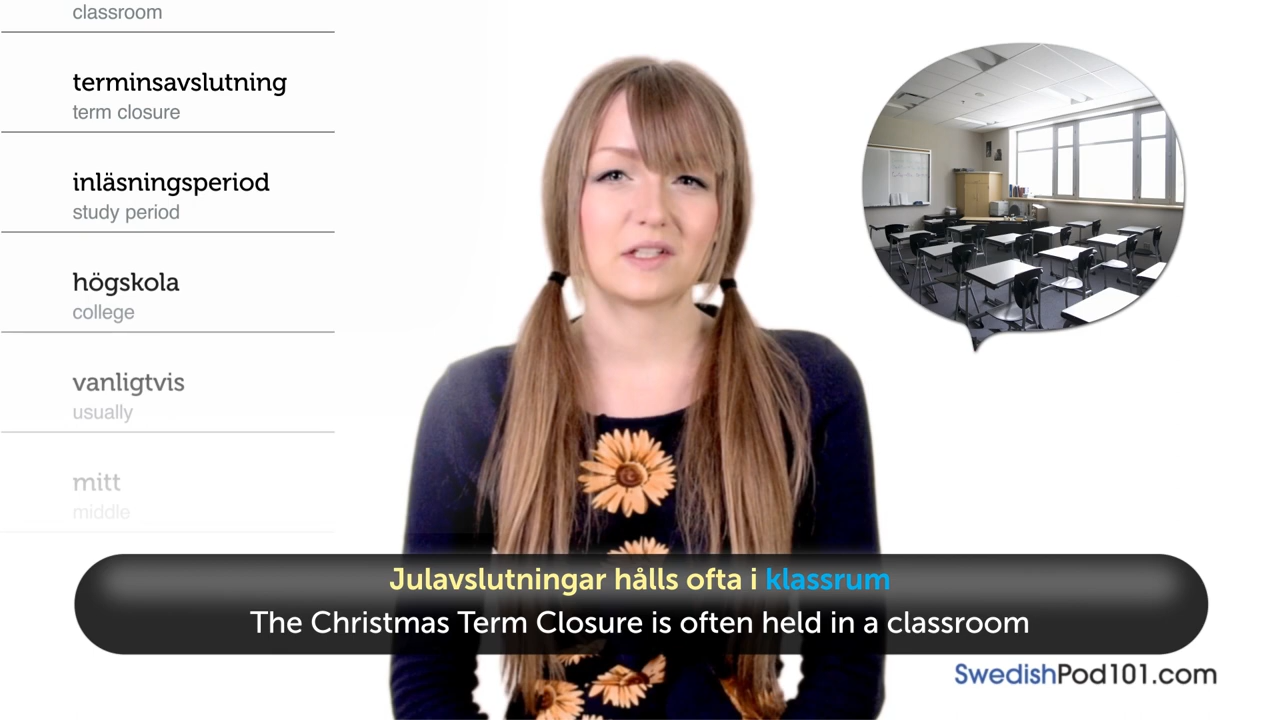 classroom
terminsavslutning
term closure
inläsningsperiod
study period
högskola
college
vanligtvis
usually
mitt
middle
Julavslutningar hålls ofta i klassrum
The Christmas Term Closure is often held in a classroom
SwedishPod101.com